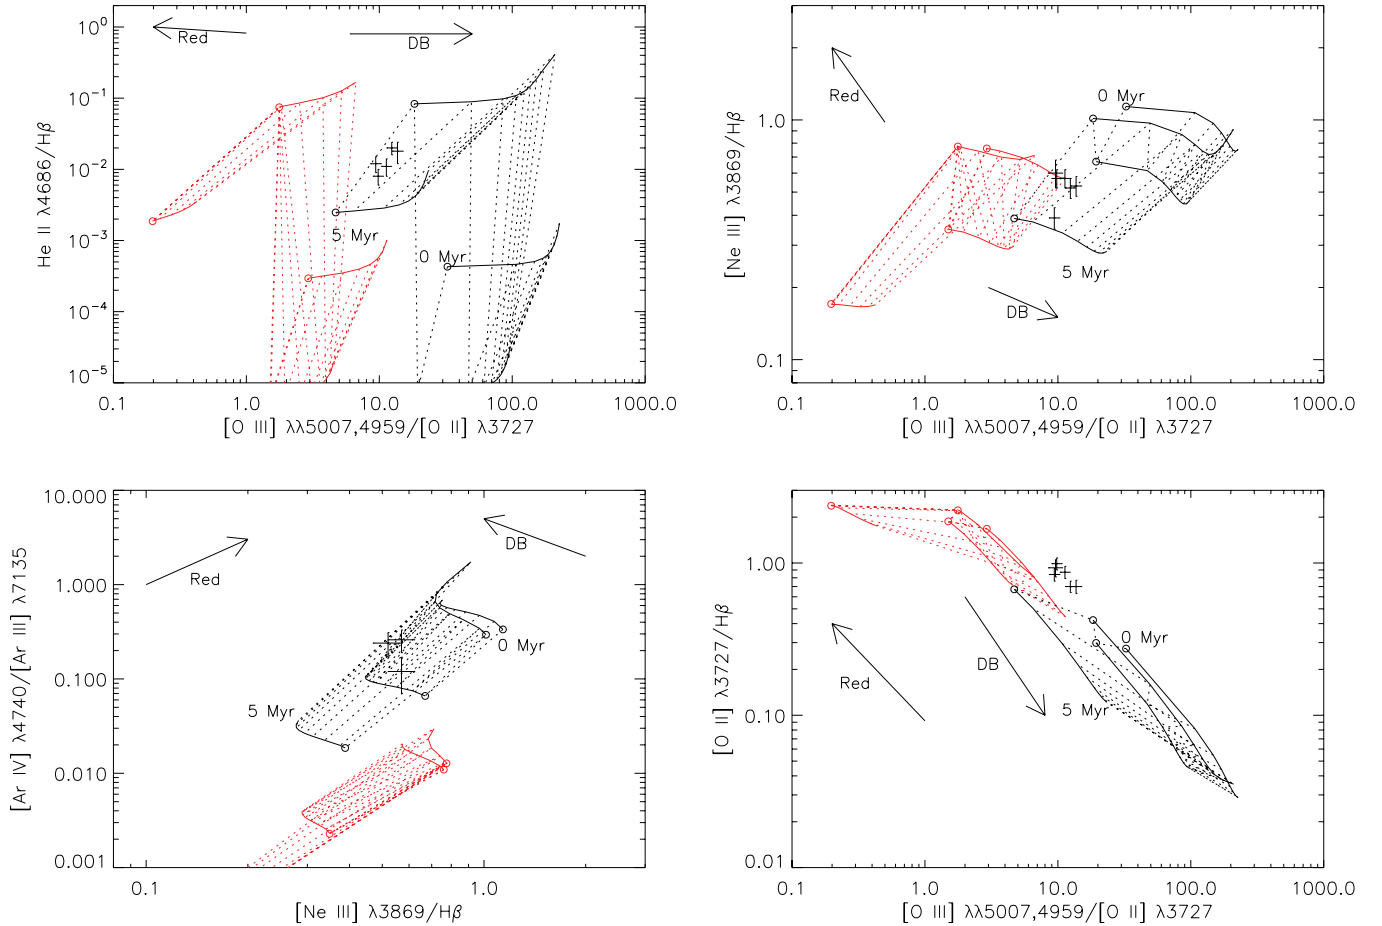 10⁰
10⁻¹
10⁻²
10⁻³
10⁻⁴
10⁻⁵
He II λ4686/Hβ
Red
DB
5 Myr
0 Myr
0.1
1.0
10.0
100.0
1000.0
[O III] λλ5007,4959/[O II] λ3727
1.0
0.1
[Ne III] λ3869/Hβ
Red
0 Myr
5 Myr
DB
0.1
1.0
10.0
100.0
1000.0
[O III] λλ5007,4959/[O II] λ3727
10.000
1.000
0.100
0.010
0.001
[Ar IV] λ4740/[Ar III] λ7135
Red
DB
0 Myr
5 Myr
0.1
1.0
[Ne III] λ3869/Hβ
1.00
0.10
0.01
[O II] λ3727/Hβ
0 Myr
DB
Red
5 Myr
0.1
1.0
10.0
100.0
1000.0
[O III] λλ5007,4959/[O II] λ3727